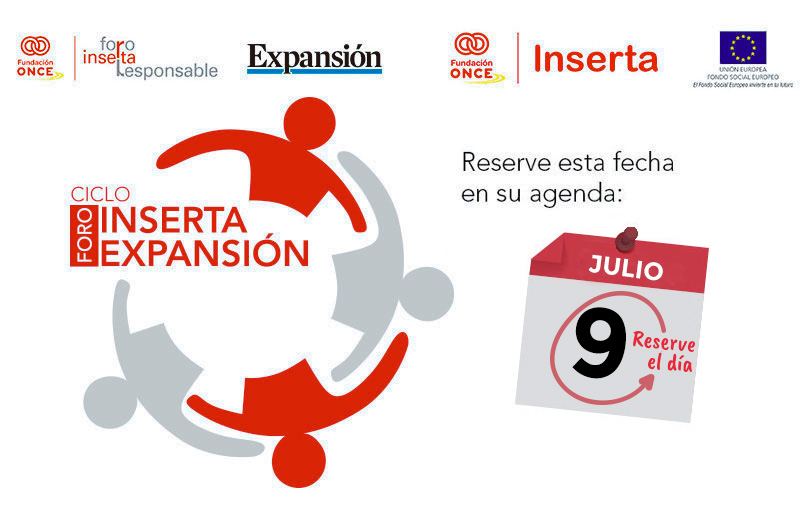 Fundación
ONCE
foro
inserta
responsable
Expansión
Fundación
ONCE
Inserta
UNIÓN EUROPEA
FONDO SOCIAL EUROPEO
El Fondo Social Europeo invierte en su futuro
CICLO
FORO
INSERTA
EXPANSIÓN
Reserve esta fecha
en su agenda:
JULIO
9
Reserve
el día